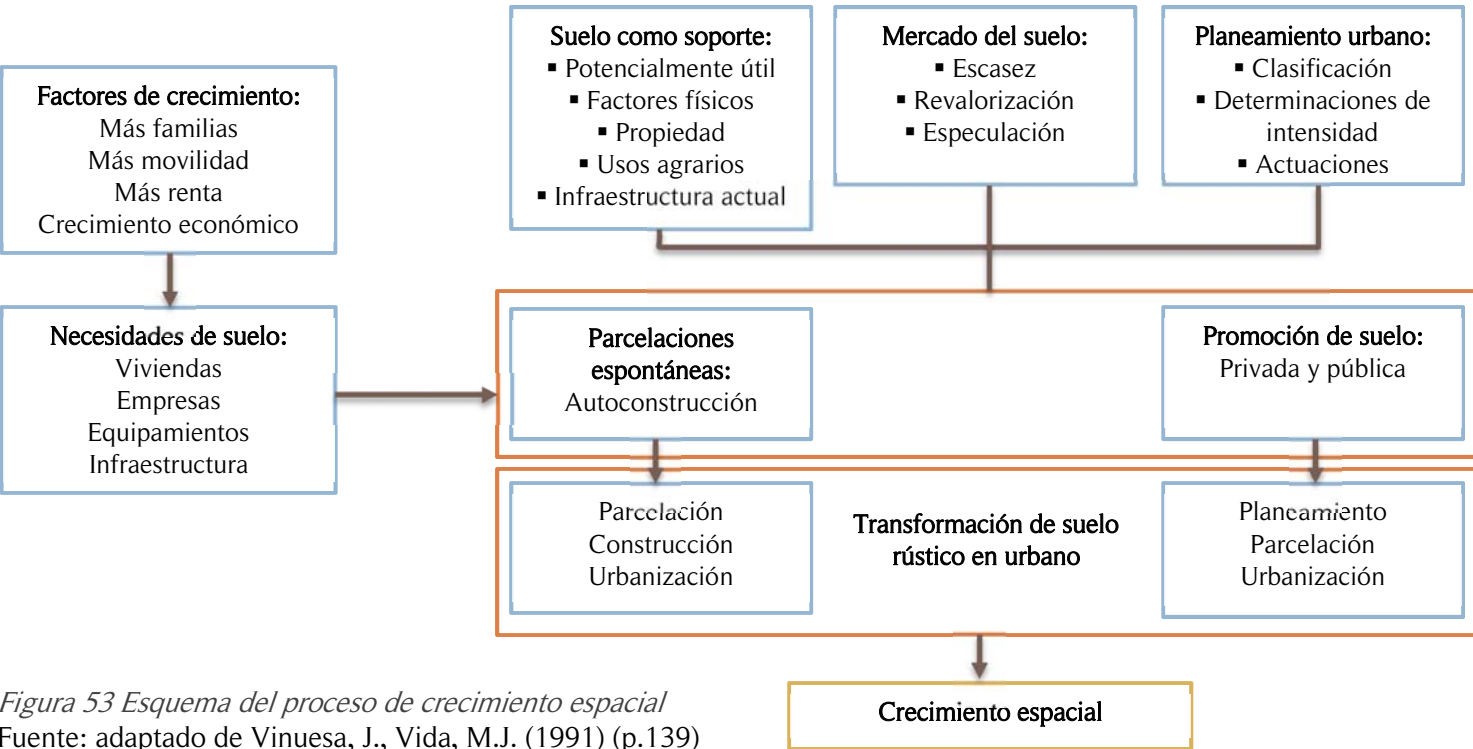 Factores de crecimiento:
Más familias
Más movilidad
Más renta
Crecimiento económico
Suelo como soporte:
▪ Potencialmente útil
▪ Factores físicos
▪ Propiedad
▪ Usos agrarios
▪ Infraestructura actual
Mercado del suelo:
▪ Escasez
▪ Revalorización
▪ Especulación
Planeamiento urbano:
▪ Clasificación
▪ Determinaciones de
intensidad
▪ Actuaciones
Necesidades de suelo:
Viviendas
Empresas
Equipamientos
Infraestructura
Parcelaciones
espontáneas:
Autoconstrucción
Promoción de suelo:
Privada y pública
Parcelación
Construcción
Urbanización
Transformación de suelo
rústico en urbano
Planeamiento
Parcelación
Urbanización
Crecimiento espacial
Figura 53 Esquema del proceso de crecimiento espacial
Fuente: adaptado de Vinuesa, J., Vida, M.J. (1991) (p.139)